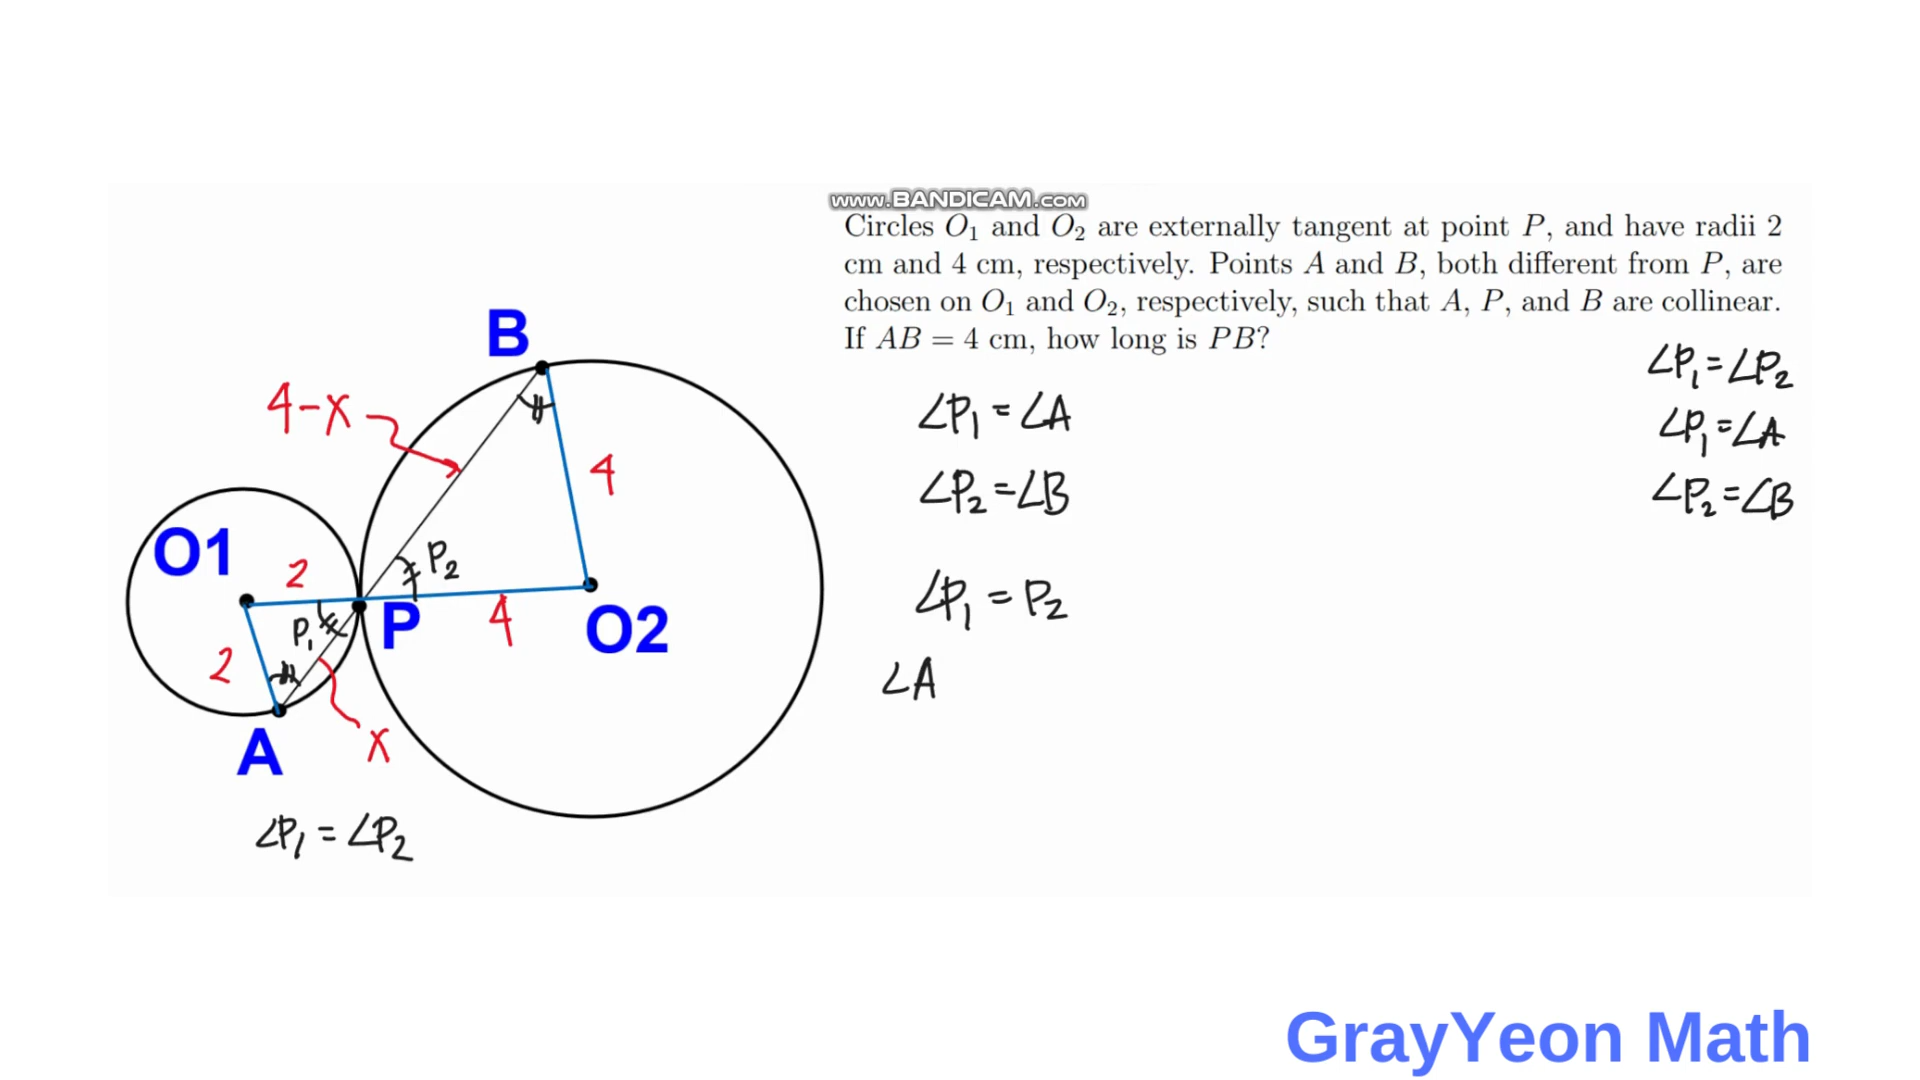 www.BANDICAM.com
Circles O₁ and O₂ are externally tangent at point P, and have radii 2
cm and 4 cm, respectively. Points A and B, both different from P, are
chosen on O₁ and O₂, respectively, such that A, P, and B are collinear.
If AB = 4 cm, how long is PB?
B
4-x
4
O1
2
P₂
P₁
P
4
O2
2
A
x
∠P₁ = ∠P₂
∠P₁ = ∠A
∠P₂ = ∠B
∠P₁ = P₂
∠A
∠P₁ = ∠P₂
∠P₁ = ∠A
∠P₂ = ∠B
GrayYeon Math